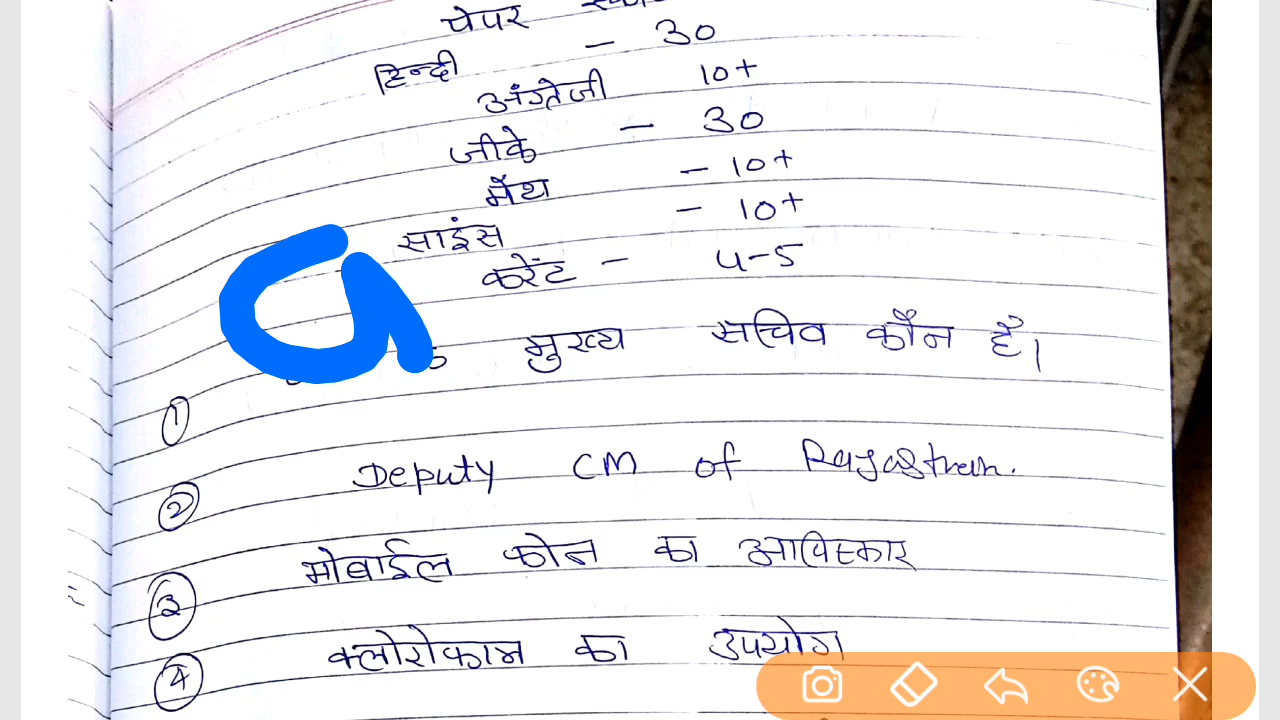 पेपर
हिन्दी – 30
अंग्रेजी 10+
जीके – 30
मैथ – 10+
साइंस – 10+
करेंट – 4-5
① मुख्य सचिव कौन है।
② Deputy CM of Rajasthan.
③ मोबाईल फोन का आविष्कार
④ क्लोरोफाम का उपयोग